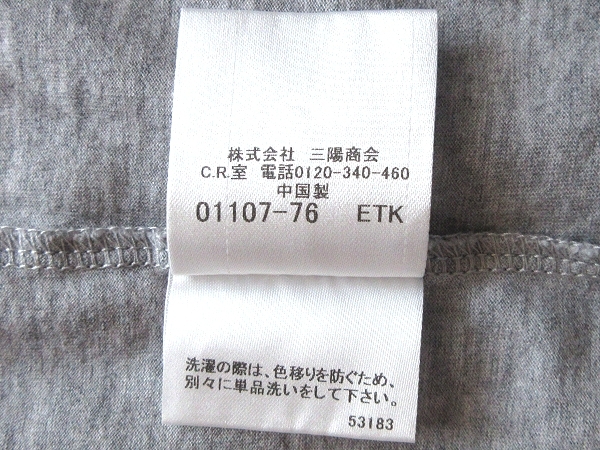 株式会社 三陽商会
C.R.室 電話0120-340-460
中国製
01107-76 ETK
洗濯の際は、色移りを防ぐため、
別々に単品洗いをして下さい。
53183